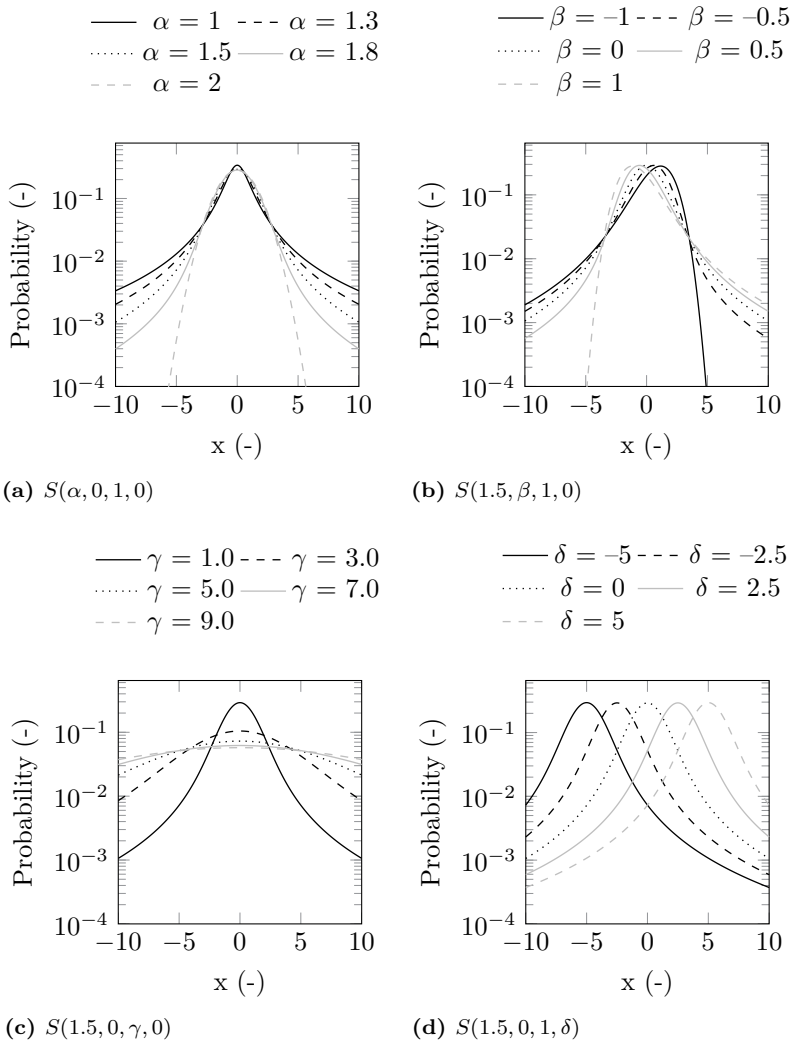 α = 1 α = 1.3
α = 1.5 α = 1.8
α = 2
Probability (-)
10⁻¹
10⁻²
10⁻³
10⁻⁴
−10 −5 0 5 10
x (-)
(a) S(α, 0, 1, 0)
β = –1 β = –0.5
β = 0 β = 0.5
β = 1
Probability (-)
10⁻¹
10⁻²
10⁻³
10⁻⁴
−10 −5 0 5 10
x (-)
(b) S(1.5, β, 1, 0)
γ = 1.0 γ = 3.0
γ = 5.0 γ = 7.0
γ = 9.0
Probability (-)
10⁻¹
10⁻²
10⁻³
10⁻⁴
−10 −5 0 5 10
x (-)
(c) S(1.5, 0, γ, 0)
δ = –5 δ = –2.5
δ = 0 δ = 2.5
δ = 5
Probability (-)
10⁻¹
10⁻²
10⁻³
10⁻⁴
−10 −5 0 5 10
x (-)
(d) S(1.5, 0, 1, δ)